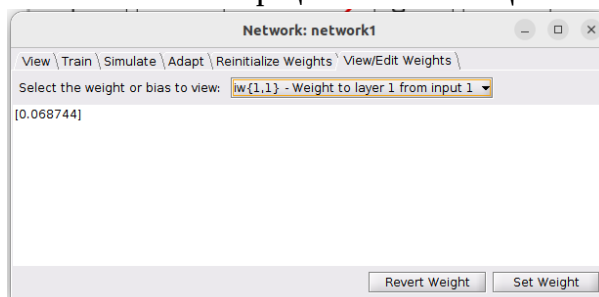 Network: network1
View \ Train \ Simulate \ Adapt \ Reinitialize Weights \ View/Edit Weights \
Select the weight or bias to view: iw{1,1} - Weight to layer 1 from input 1
[0.068744]
Revert Weight Set Weight